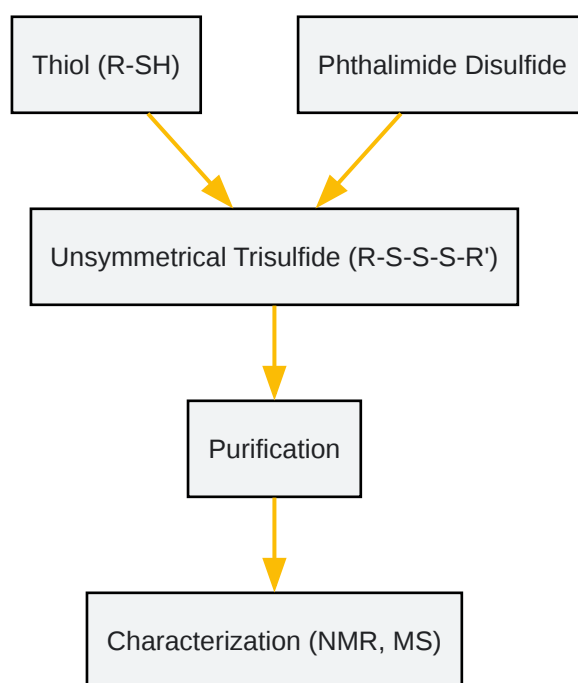 Thiol (R-SH)
Phthalimide Disulfide
Unsymmetrical Trisulfide (R-S-S-S-R')
Purification
Characterization (NMR, MS)